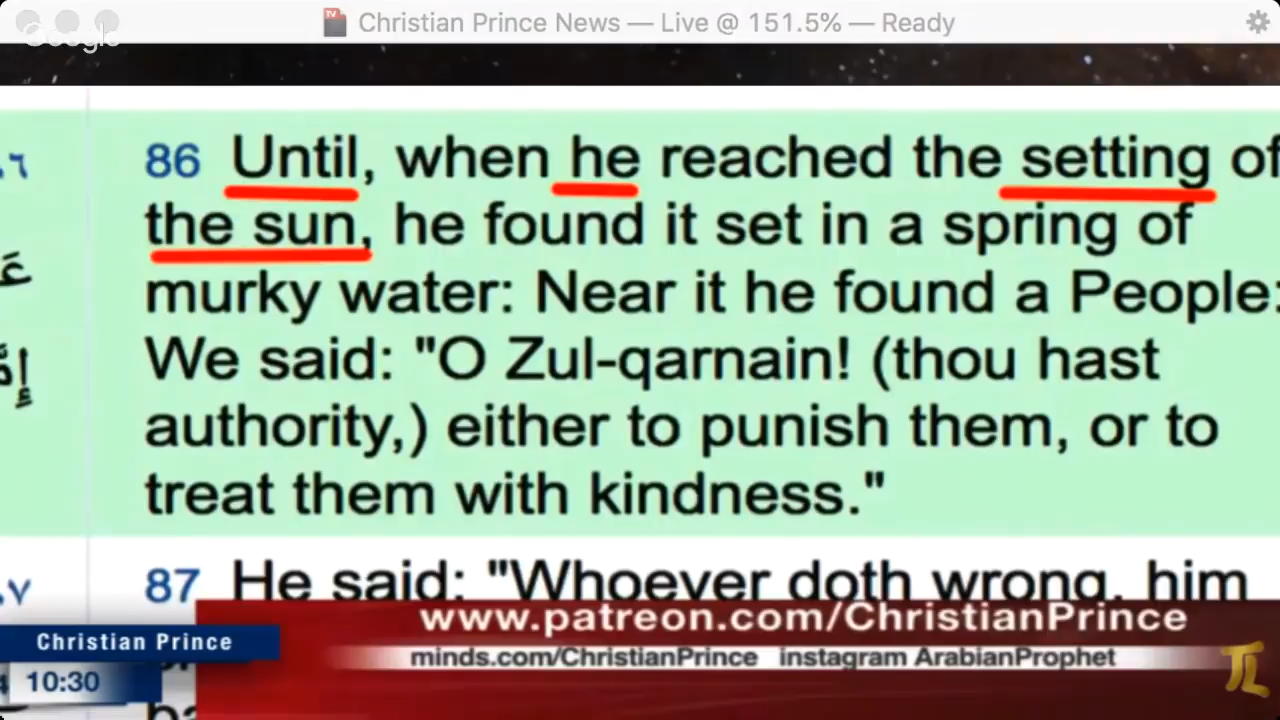 Christian Prince News — Live @ 151.5% — Ready
Google
86 Until, when he reached the setting of
the sun, he found it set in a spring of
murky water: Near it he found a People:
We said: "O Zul-qarnain! (thou hast
authority,) either to punish them, or to
treat them with kindness."
87 He said: "Whoever doth wrong, him
www.patreon.com/ChristianPrince
Christian Prince
minds.com/ChristianPrince instagram ArabianProphet
10:30